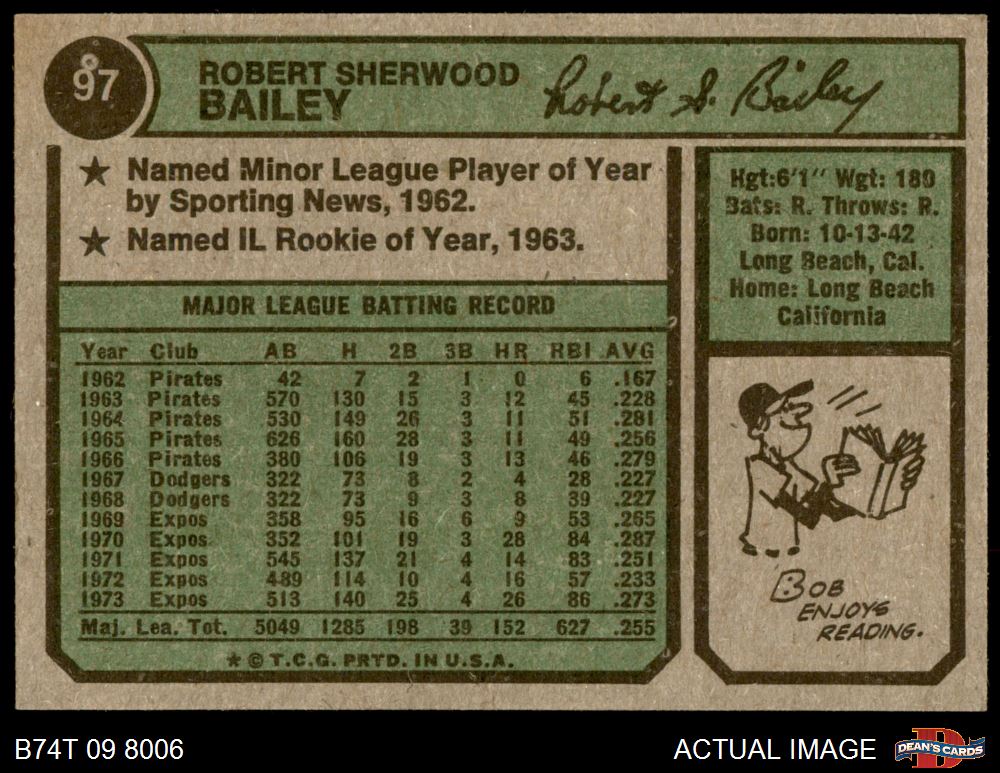 97
ROBERT SHERWOOD
BAILEY
Robert S. Bailey
★ Named Minor League Player of Year
by Sporting News, 1962.
★ Named IL Rookie of Year, 1963.
MAJOR LEAGUE BATTING RECORD
Year Club AB H 2B 3B HR RBI AVG
1962 Pirates 42 7 2 1 0 6 .167
1963 Pirates 570 130 15 3 12 45 .228
1964 Pirates 530 149 26 3 11 51 .281
1965 Pirates 626 160 28 3 11 49 .256
1966 Pirates 380 106 19 3 13 46 .279
1967 Dodgers 322 73 8 2 4 28 .227
1968 Dodgers 322 73 9 3 8 39 .227
1969 Expos 358 95 16 6 9 53 .265
1970 Expos 352 101 19 3 28 84 .287
1971 Expos 545 137 21 4 14 83 .251
1972 Expos 489 114 10 4 16 57 .233
1973 Expos 513 140 25 4 26 86 .273
Maj. Lea. Tot. 5049 1285 198 39 152 627 .255
★ © T.C.G. PRTD. IN U.S.A.
Hgt: 6'1" Wgt: 180
Bats: R. Throws: R.
Born: 10-13-42
Long Beach, Cal.
Home: Long Beach
California
BOB
ENJOYS
READING.
B74T 09 8006
ACTUAL IMAGE
DEAN'S CARDS